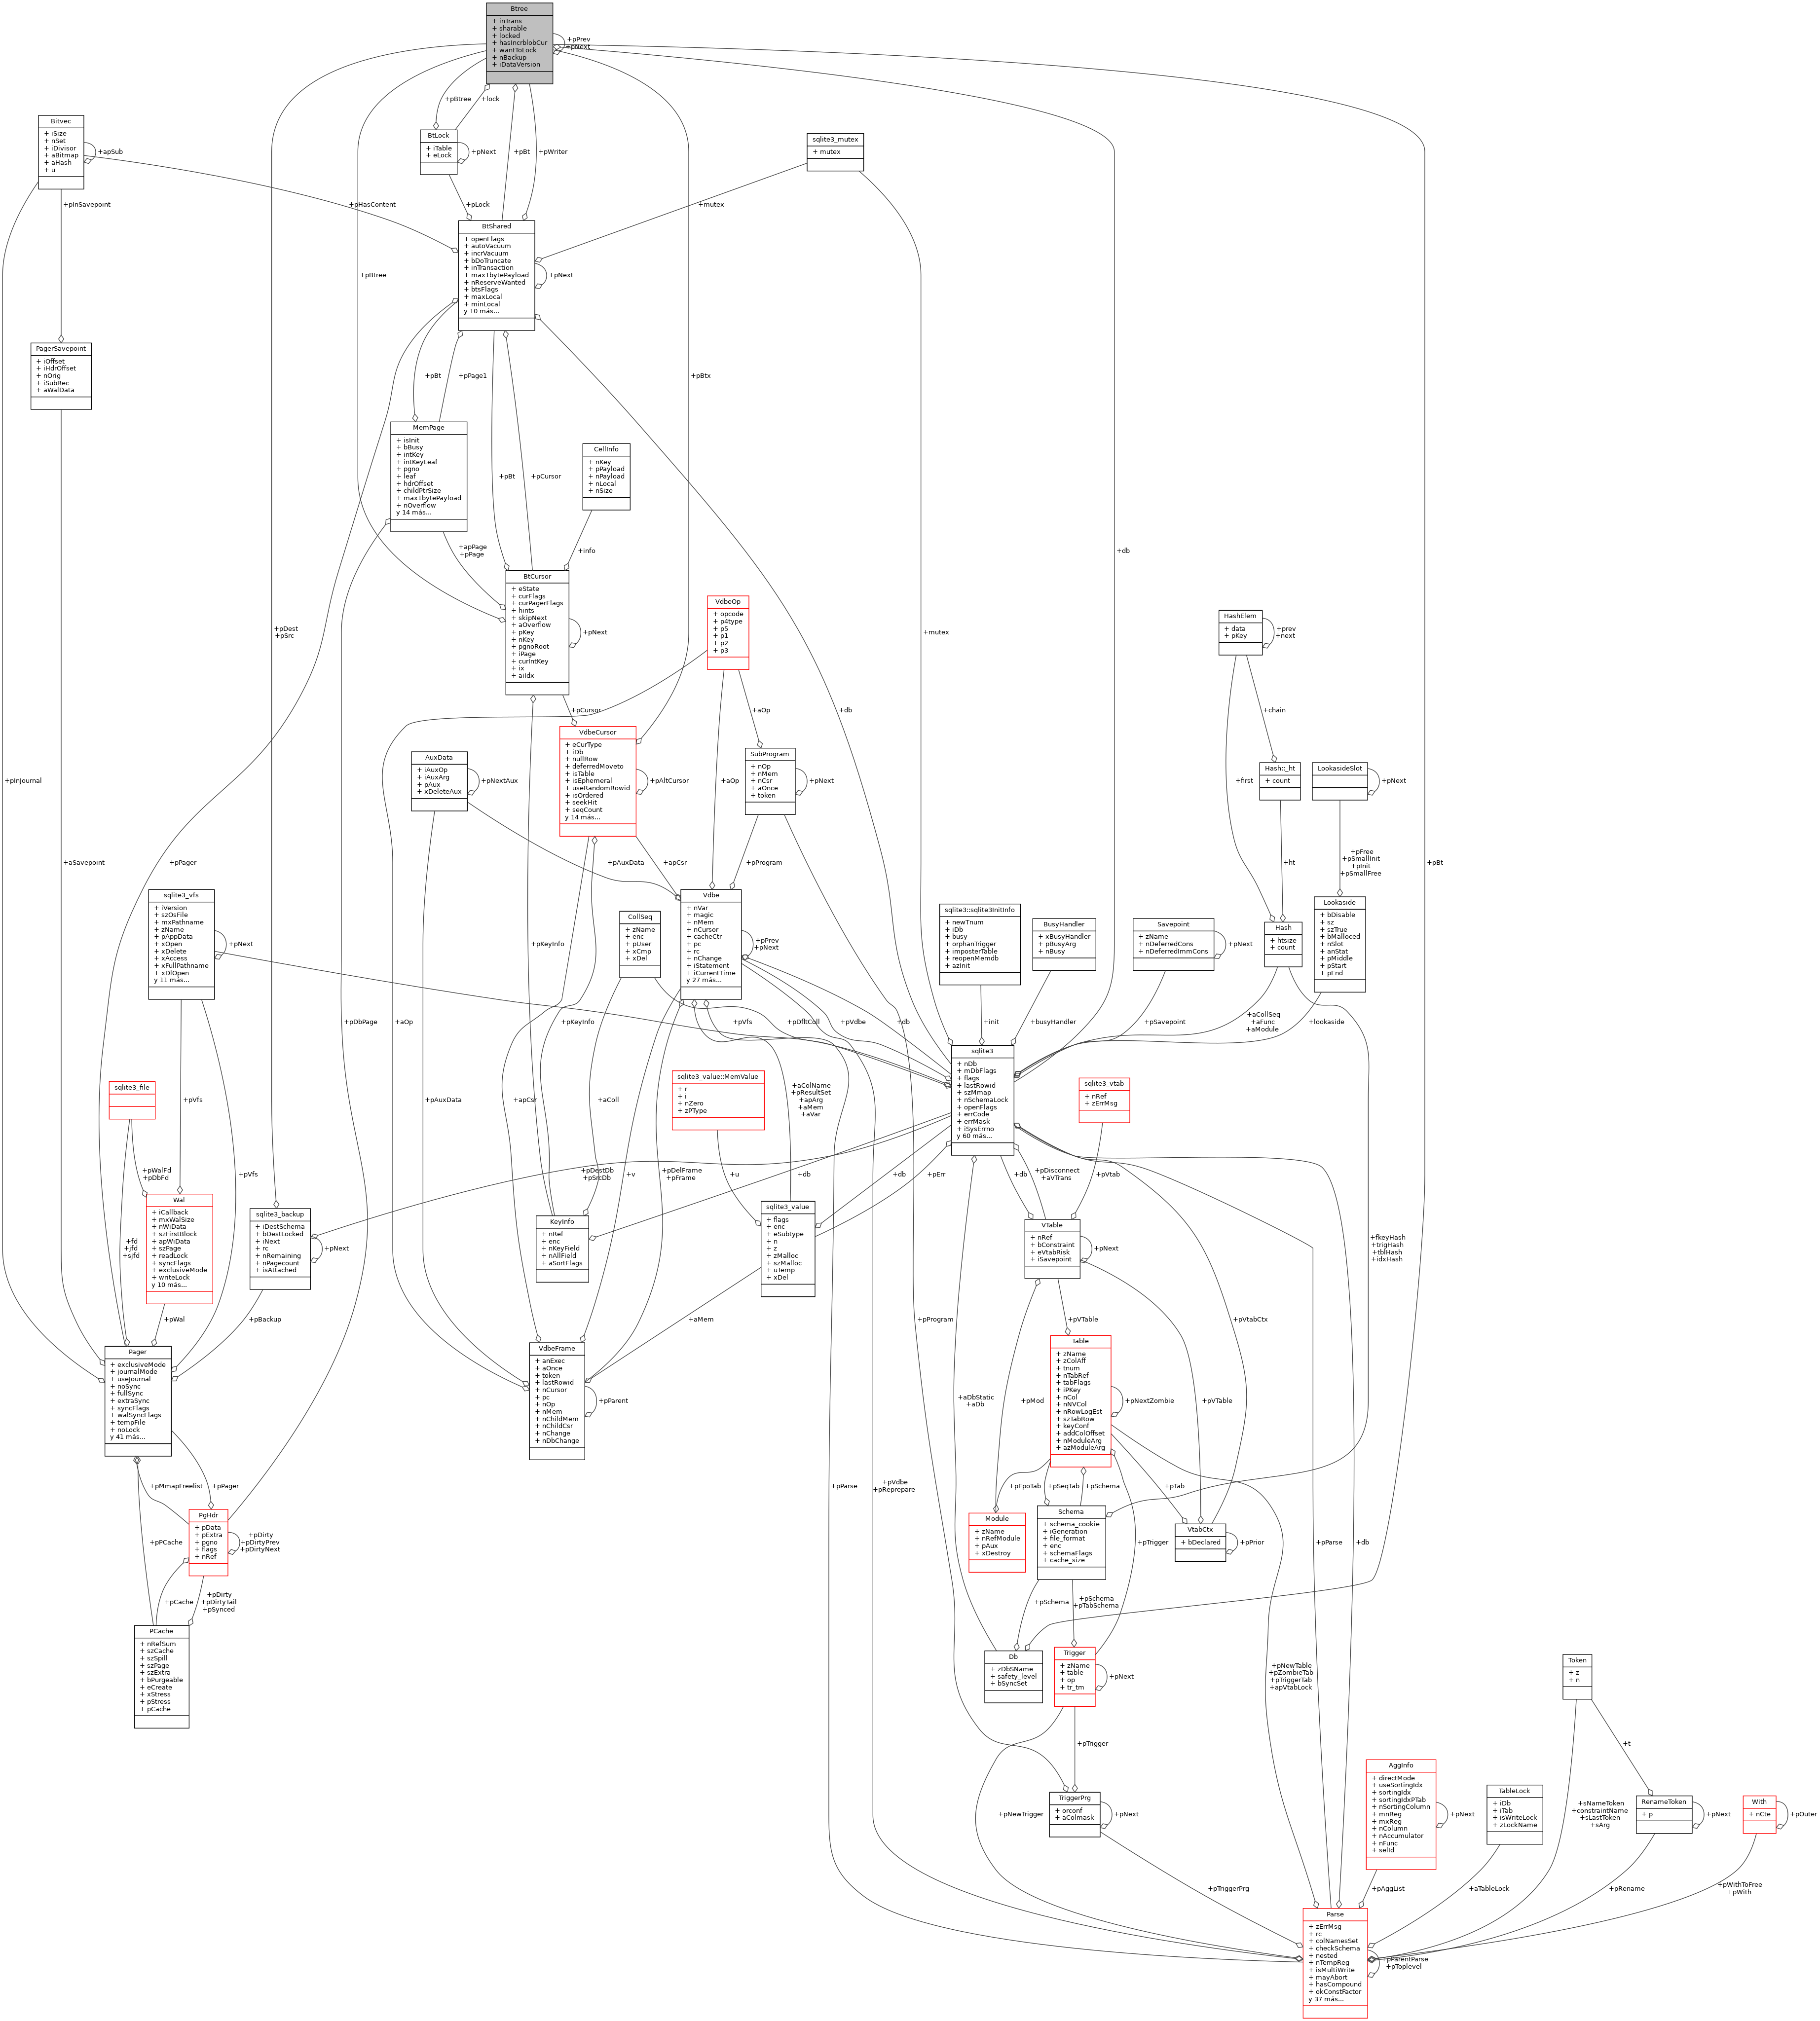 Btree
+ inTrans
+ sharable
+ locked
+ hasIncrblobCur
+ wantToLock
+ nBackup
+ iDataVersion
+pPrev
+pNext
+pBtree
+lock
Bitvec
+ iSize
+ nSet
+ iDivisor
+ aBitmap
+ aHash
+ u
+apSub
BtLock
+ iTable
+ eLock
+pNext
+pBt
+pWriter
sqlite3_mutex
+ mutex
+pInSavepoint
+pHasContent
+pLock
+mutex
BtShared
+ openFlags
+ autoVacuum
+ incrVacuum
+ bDoTruncate
+ inTransaction
+ max1bytePayload
+ nReserveWanted
+ btsFlags
+ maxLocal
+ minLocal
y 10 más...
+pNext
+pBtree
PagerSavepoint
+ iOffset
+ iHdrOffset
+ nOrig
+ iSubRec
+ aWalData
+pBt
+pPage1
+pBtx
MemPage
+ isInit
+ bBusy
+ intKey
+ intKeyLeaf
+ pgno
+ leaf
+ hdrOffset
+ childPtrSize
+ max1bytePayload
+ nOverflow
y 14 más...
+pBt
+pCursor
CellInfo
+ nKey
+ pPayload
+ nPayload
+ nLocal
+ nSize
+apPage
+pPage
+info
+db
BtCursor
+ eState
+ curFlags
+ curPagerFlags
+ hints
+ skipNext
+ aOverflow
+ pKey
+ nKey
+ pgnoRoot
+ iPage
+ curIntKey
+ ix
+ aiIdx
+pNext
+pDest
+pSrc
VdbeOp
+ opcode
+ p4type
+ p5
+ p1
+ p2
+ p3
+mutex
HashElem
+ data
+ pKey
+prev
+next
+pCursor
+aOp
+db
+chain
VdbeCursor
+ eCurType
+ iDb
+ nullRow
+ deferredMoveto
+ isTable
+ isEphemeral
+ useRandomRowid
+ isOrdered
+ seekHit
+ seqCount
y 14 más...
+pAltCursor
AuxData
+ iAuxOp
+ iAuxArg
+ pAux
+ xDeleteAux
+pNextAux
SubProgram
+ nOp
+ nMem
+ nCsr
+ aOnce
+ token
+pNext
+aOp
+first
Hash::_ht
+ count
LookasideSlot
+pNext
+pInJournal
+aSavepoint
+pPager
+pAuxData
+apCsr
+pProgram
+ht
+pFree
+pSmallInit
+pInit
+pSmallFree
+pBt
sqlite3_vfs
+ iVersion
+ szOsFile
+ mxPathname
+ zName
+ pAppData
+ xOpen
+ xDelete
+ xAccess
+ xFullPathname
+ xDlOpen
y 11 más...
+pNext
+pKeyInfo
CollSeq
+ zName
+ enc
+ pUser
+ xCmp
+ xDel
Vdbe
+ nVar
+ magic
+ nMem
+ nCursor
+ cacheCtr
+ pc
+ rc
+ nChange
+ iStatement
+ iCurrentTime
y 27 más...
+pPrev
+pNext
sqlite3::sqlite3InitInfo
+ newTnum
+ iDb
+ busy
+ orphanTrigger
+ imposterTable
+ reopenMemdb
+ azInit
BusyHandler
+ xBusyHandler
+ pBusyArg
+ nBusy
Savepoint
+ zName
+ nDeferredCons
+ nDeferredImmCons
+pNext
Hash
+ htsize
+ count
Lookaside
+ bDisable
+ sz
+ szTrue
+ bMalloced
+ nSlot
+ anStat
+ pMiddle
+ pStart
+ pEnd
+pDbPage
+aOp
+pKeyInfo
+pVfs
+pDfltColl
+pVdbe
+db
+init
+busyHandler
+pSavepoint
+aCollSeq
+aFunc
+aModule
+lookaside
sqlite3_file
+pVfs
+pAuxData
+apCsr
+aColl
sqlite3_value::MemValue
+ r
+ i
+ nZero
+ zPType
+aColName
+pResultSet
+apArg
+aMem
+aVar
sqlite3
+ nDb
+ mDbFlags
+ flags
+ lastRowid
+ szMmap
+ nSchemaLock
+ openFlags
+ errCode
+ errMask
+ iSysErrno
y 60 más...
sqlite3_vtab
+ nRef
+ zErrMsg
+pWalFd
+pDbFd
+pVfs
+pDestDb
+pSrcDb
+v
+pDelFrame
+pFrame
+u
+db
+db
+pErr
+db
+pDisconnect
+aVTrans
+pVtab
Wal
+ iCallback
+ mxWalSize
+ nWiData
+ szFirstBlock
+ apWiData
+ szPage
+ readLock
+ syncFlags
+ exclusiveMode
+ writeLock
y 10 más...
+fd
+jfd
+sjfd
sqlite3_backup
+ iDestSchema
+ bDestLocked
+ iNext
+ rc
+ nRemaining
+ nPagecount
+ isAttached
+pNext
KeyInfo
+ nRef
+ enc
+ nKeyField
+ nAllField
+ aSortFlags
sqlite3_value
+ flags
+ enc
+ eSubtype
+ n
+ z
+ zMalloc
+ szMalloc
+ uTemp
+ xDel
VTable
+ nRef
+ bConstraint
+ eVtabRisk
+ iSavepoint
+pNext
+fkeyHash
+trigHash
+tblHash
+idxHash
+pWal
+pBackup
+aMem
+pProgram
+pVTable
+pVtabCtx
Pager
+ exclusiveMode
+ journalMode
+ useJournal
+ noSync
+ fullSync
+ extraSync
+ syncFlags
+ walSyncFlags
+ tempFile
+ noLock
y 41 más...
VdbeFrame
+ anExec
+ aOnce
+ token
+ lastRowid
+ nCursor
+ pc
+ nOp
+ nMem
+ nChildMem
+ nChildCsr
+ nChange
+ nDbChange
+pParent
+aDbStatic
+aDb
+pMod
Table
+ zName
+ zColAff
+ tnum
+ nTabRef
+ tabFlags
+ iPKey
+ nCol
+ nNVCol
+ nRowLogEst
+ szTabRow
+ keyConf
+ addColOffset
+ nModuleArg
+ azModuleArg
+pNextZombie
+pVTable
+pMmapFreelist
+pPager
+pParse
+pVdbe
+pReprepare
+pEpoTab
+pSeqTab
+pSchema
+pTab
PgHdr
+ pData
+ pExtra
+ pgno
+ flags
+ nRef
+pDirty
+pDirtyPrev
+pDirtyNext
Module
+ zName
+ nRefModule
+ pAux
+ xDestroy
Schema
+ schema_cookie
+ iGeneration
+ file_format
+ enc
+ schemaFlags
+ cache_size
+pTrigger
VtabCtx
+ bDeclared
+pPrior
+pParse
+db
+pPCache
+pCache
+pDirty
+pDirtyTail
+pSynced
+pSchema
+pSchema
+pTabSchema
PCache
+ nRefSum
+ szCache
+ szSpill
+ szPage
+ szExtra
+ bPurgeable
+ eCreate
+ xStress
+ pStress
+ pCache
Db
+ zDbSName
+ safety_level
+ bSyncSet
Trigger
+ zName
+ table
+ op
+ tr_tm
+pNext
+pNewTable
+pZombieTab
+pTriggerTab
+apVtabLock
Token
+ z
+ n
+pTrigger
+t
AggInfo
+ directMode
+ useSortingIdx
+ sortingIdx
+ sortingIdxPTab
+ nSortingColumn
+ mnReg
+ mxReg
+ nColumn
+ nAccumulator
+ nFunc
+ selId
+pNext
TableLock
+ iDb
+ iTab
+ isWriteLock
+ zLockName
+pNewTrigger
TriggerPrg
+ orconf
+ aColmask
+pNext
+sNameToken
+constraintName
+sLastToken
+sArg
RenameToken
+ p
+pNext
With
+ nCte
+pOuter
+pTriggerPrg
+pAggList
+aTableLock
+pRename
+pWithToFree
+pWith
Parse
+ zErrMsg
+ rc
+ colNamesSet
+ checkSchema
+ nested
+ nTempReg
+ isMultiWrite
+ mayAbort
+ hasCompound
+ okConstFactor
y 37 más...
+pParentParse
+pToplevel